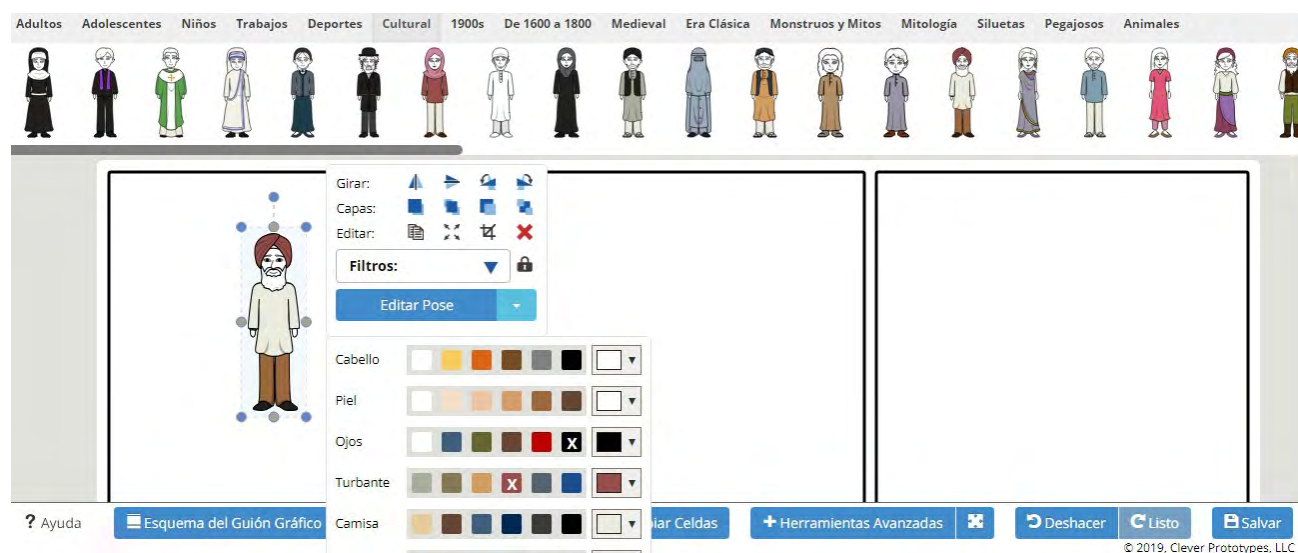 Adultos Adolescentes Niños Trabajos Deportes Cultural 1900s De 1600 a 1800 Medieval Era Clásica Monstruos y Mitos Mitología Siluetas Pegajosos Animales
Girar:
Capas:
Editar:
Filtros:
Editar Pose
Cabello
Piel
Ojos X
Turbante X
Camisa
? Ayuda Esquema del Guión Gráfico Celdas + Herramientas Avanzadas Deshacer Listo Salvar
© 2019, Clever Prototypes, LLC